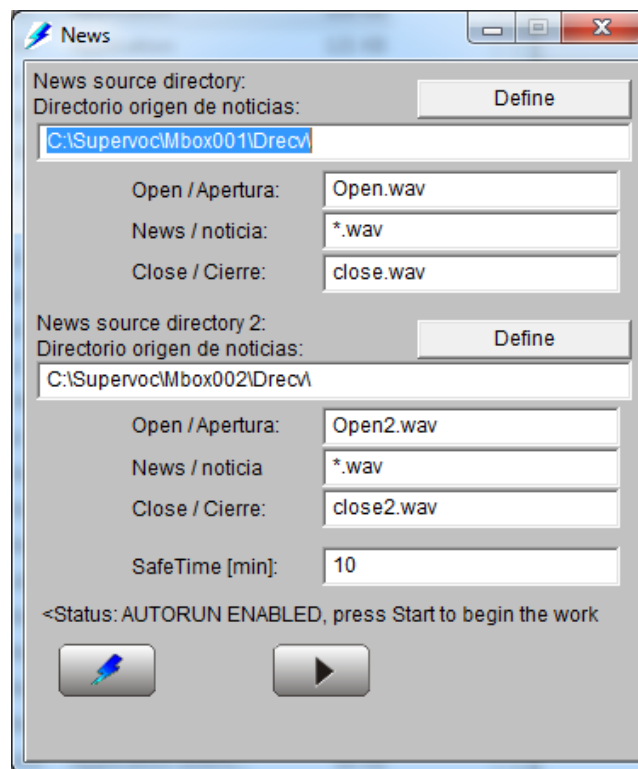 News
News source directory:
Directorio origen de noticias:
Define
C:\Supervoc\Mbox001\Drecv\
Open / Apertura:
Open.wav
News / noticia:
*.wav
Close / Cierre:
close.wav
News source directory 2:
Directorio origen de noticias:
Define
C:\Supervoc\Mbox002\Drecv\
Open / Apertura:
Open2.wav
News / noticia
*.wav
Close / Cierre:
close2.wav
SafeTime [min]:
10
<Status: AUTORUN ENABLED, press Start to begin the work